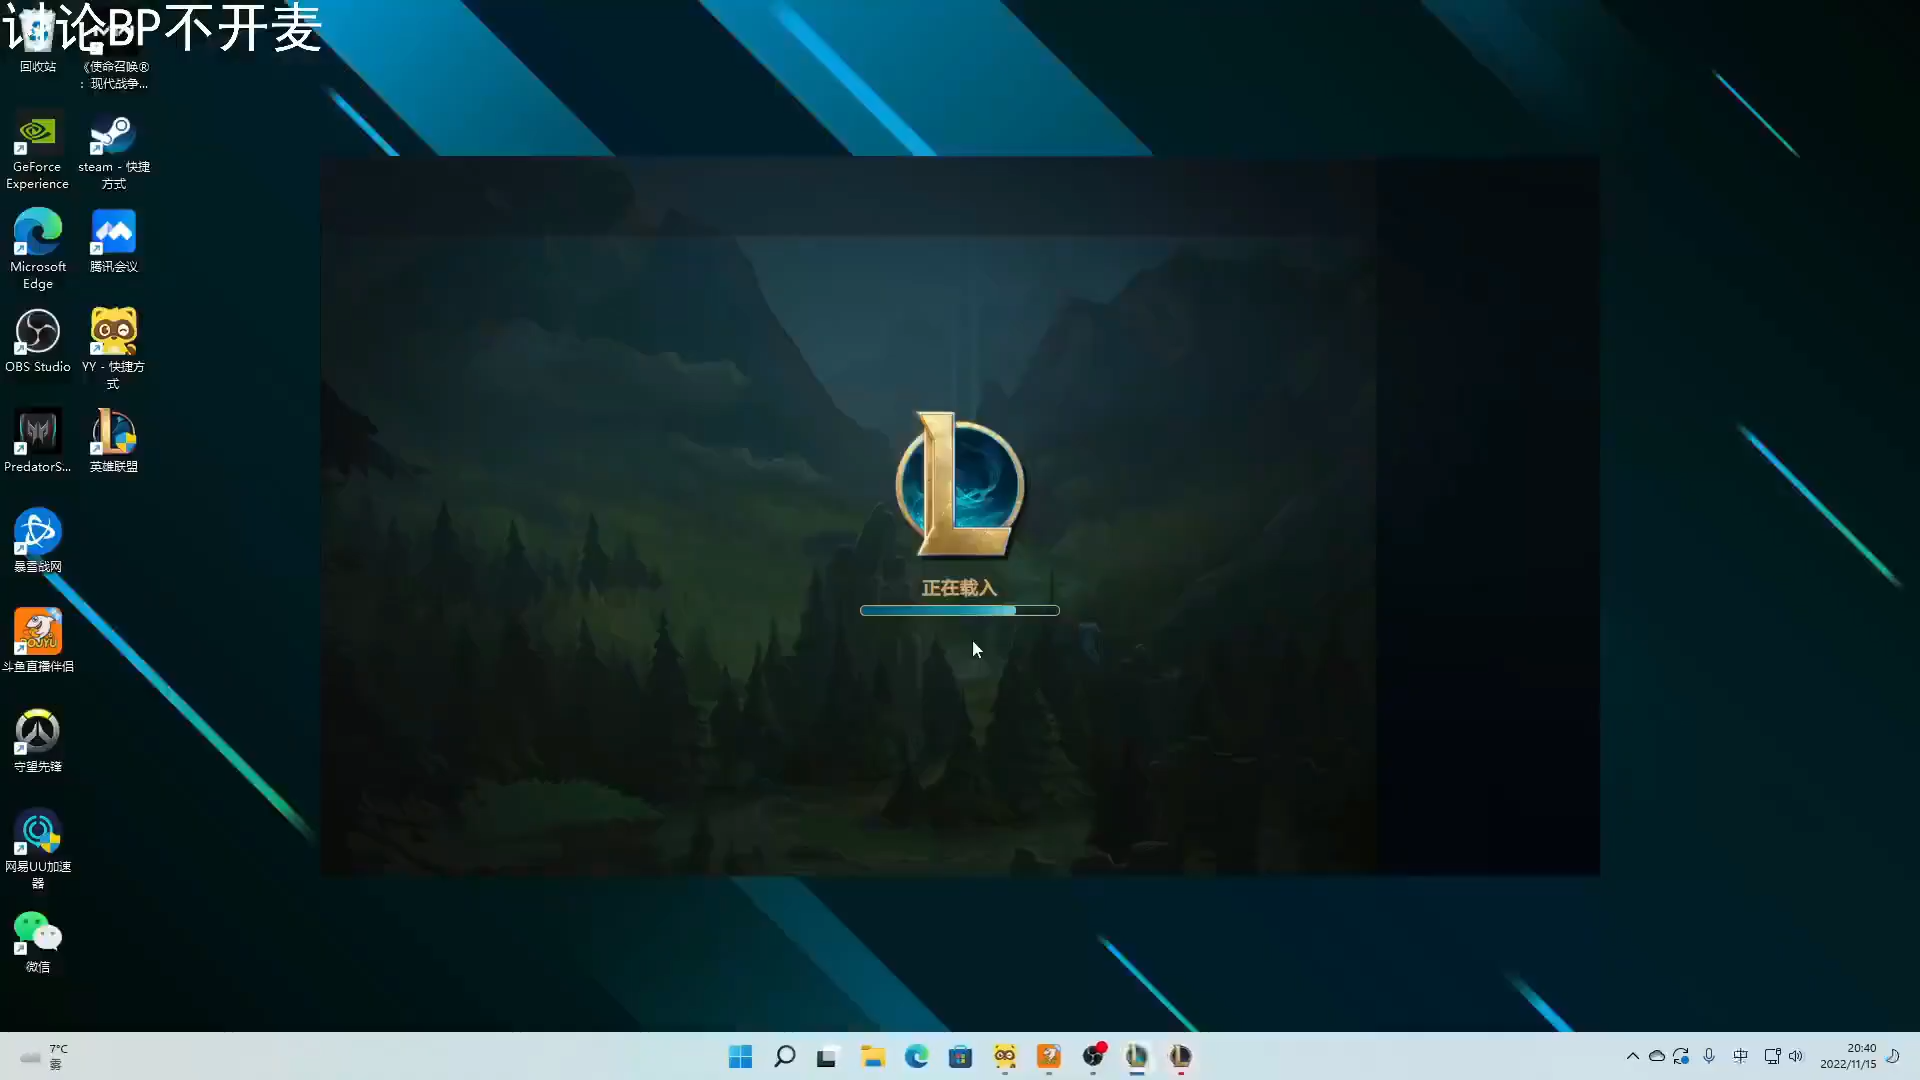 讨论BP不开麦
回收站
《使命召唤®
：现代战争...
GeForce
Experience
steam - 快捷
方式
Microsoft
Edge
腾讯会议
OBS Studio
YY - 快捷方
式
PredatorS...
英雄联盟
暴雪战网
斗鱼直播伴侣
守望先锋
网易UU加速
器
微信
正在载入
7°C
雾
中
20:40
2022/11/15